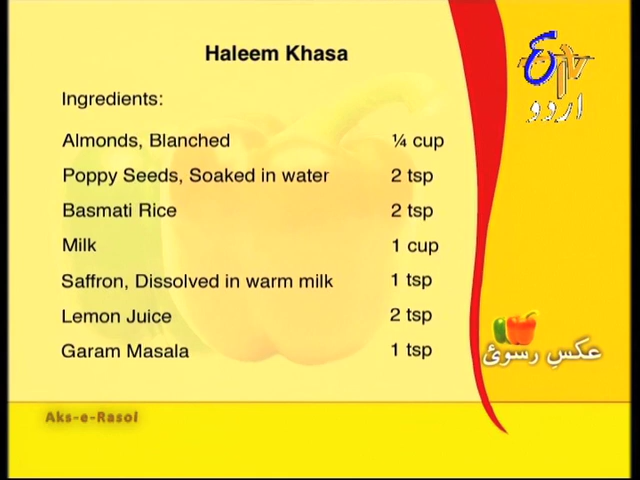 Haleem Khasa
Ingredients:
Almonds, Blanched ¼ cup
Poppy Seeds, Soaked in water 2 tsp
Basmati Rice 2 tsp
Milk 1 cup
Saffron, Dissolved in warm milk 1 tsp
Lemon Juice 2 tsp
Garam Masala 1 tsp
Aks-e-Rasoi
ETV
اردو
عکسِ رسوئ